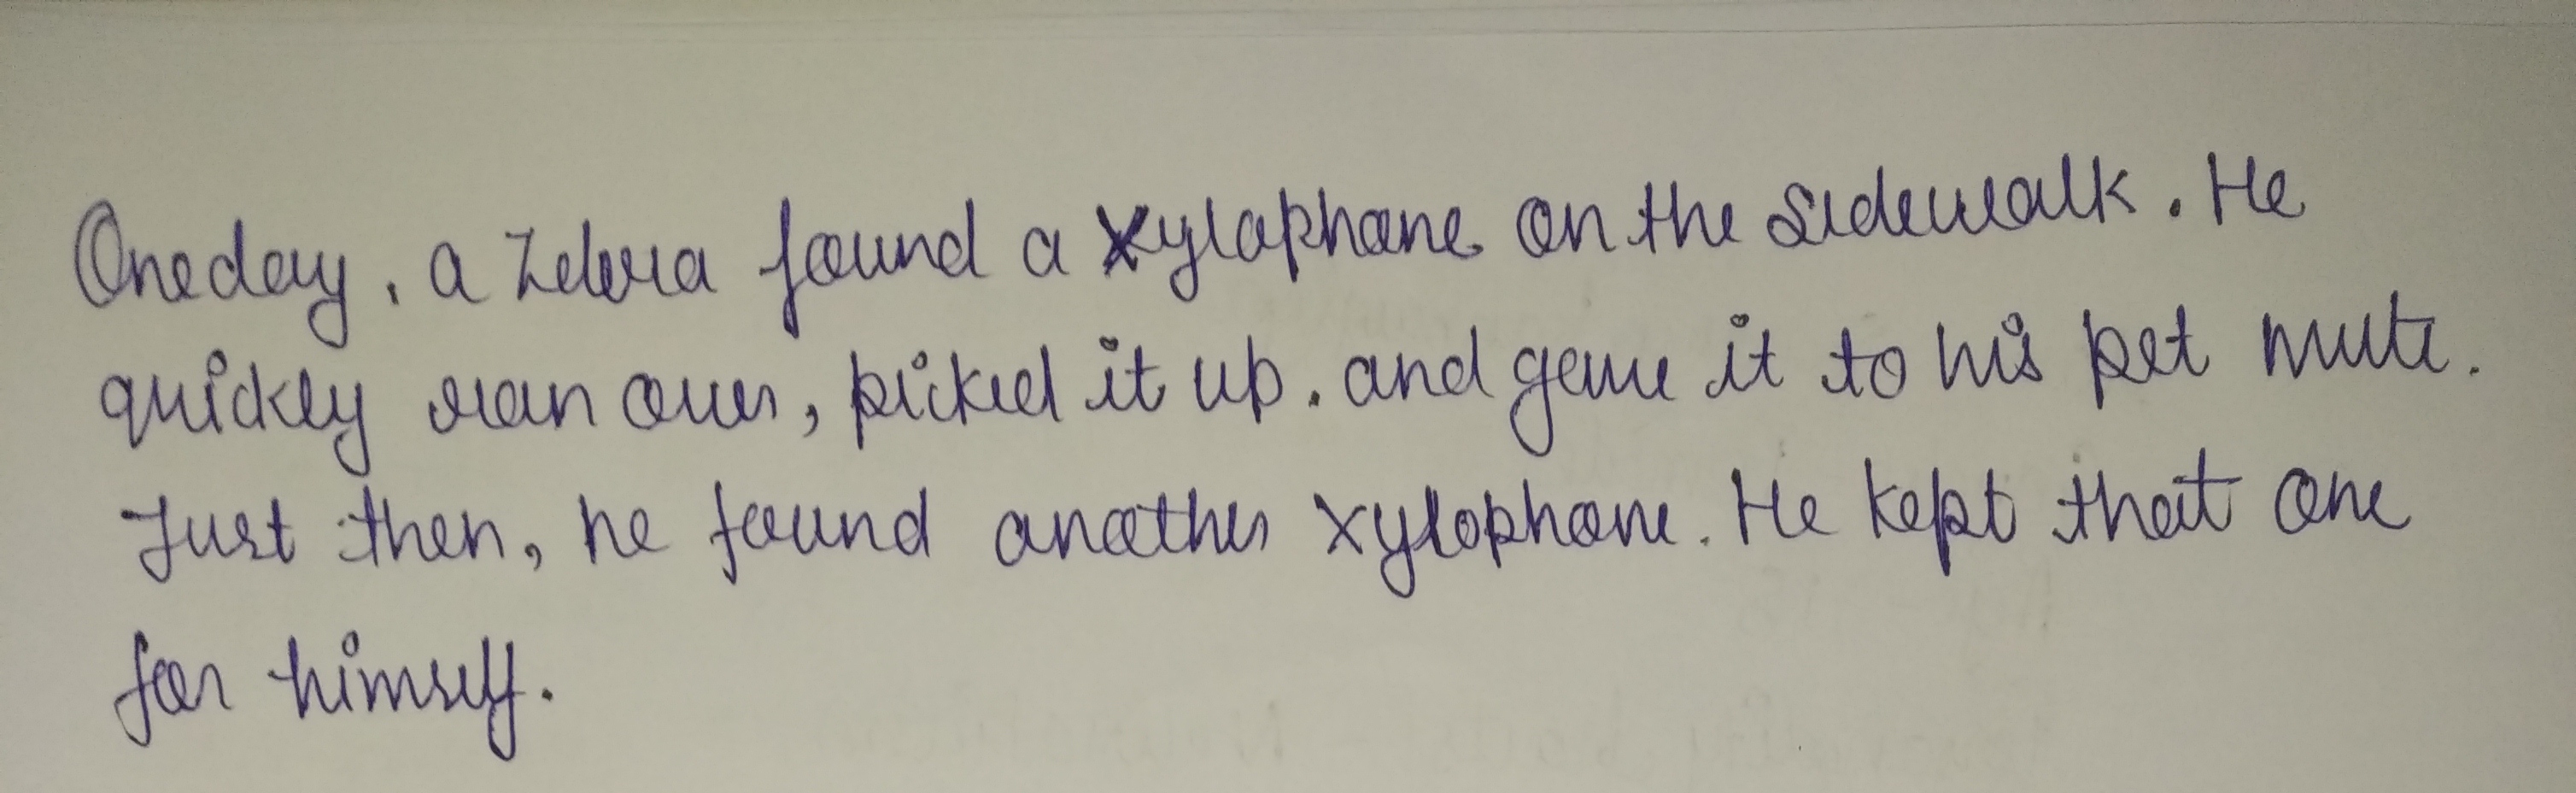 Oneday, a Zebra found a Xylophone on the Sidewalk. He
quickly ran over, picked it up. and gave it to his pet mute.
Just then, he found another Xylophone. He kept that one
for himself.